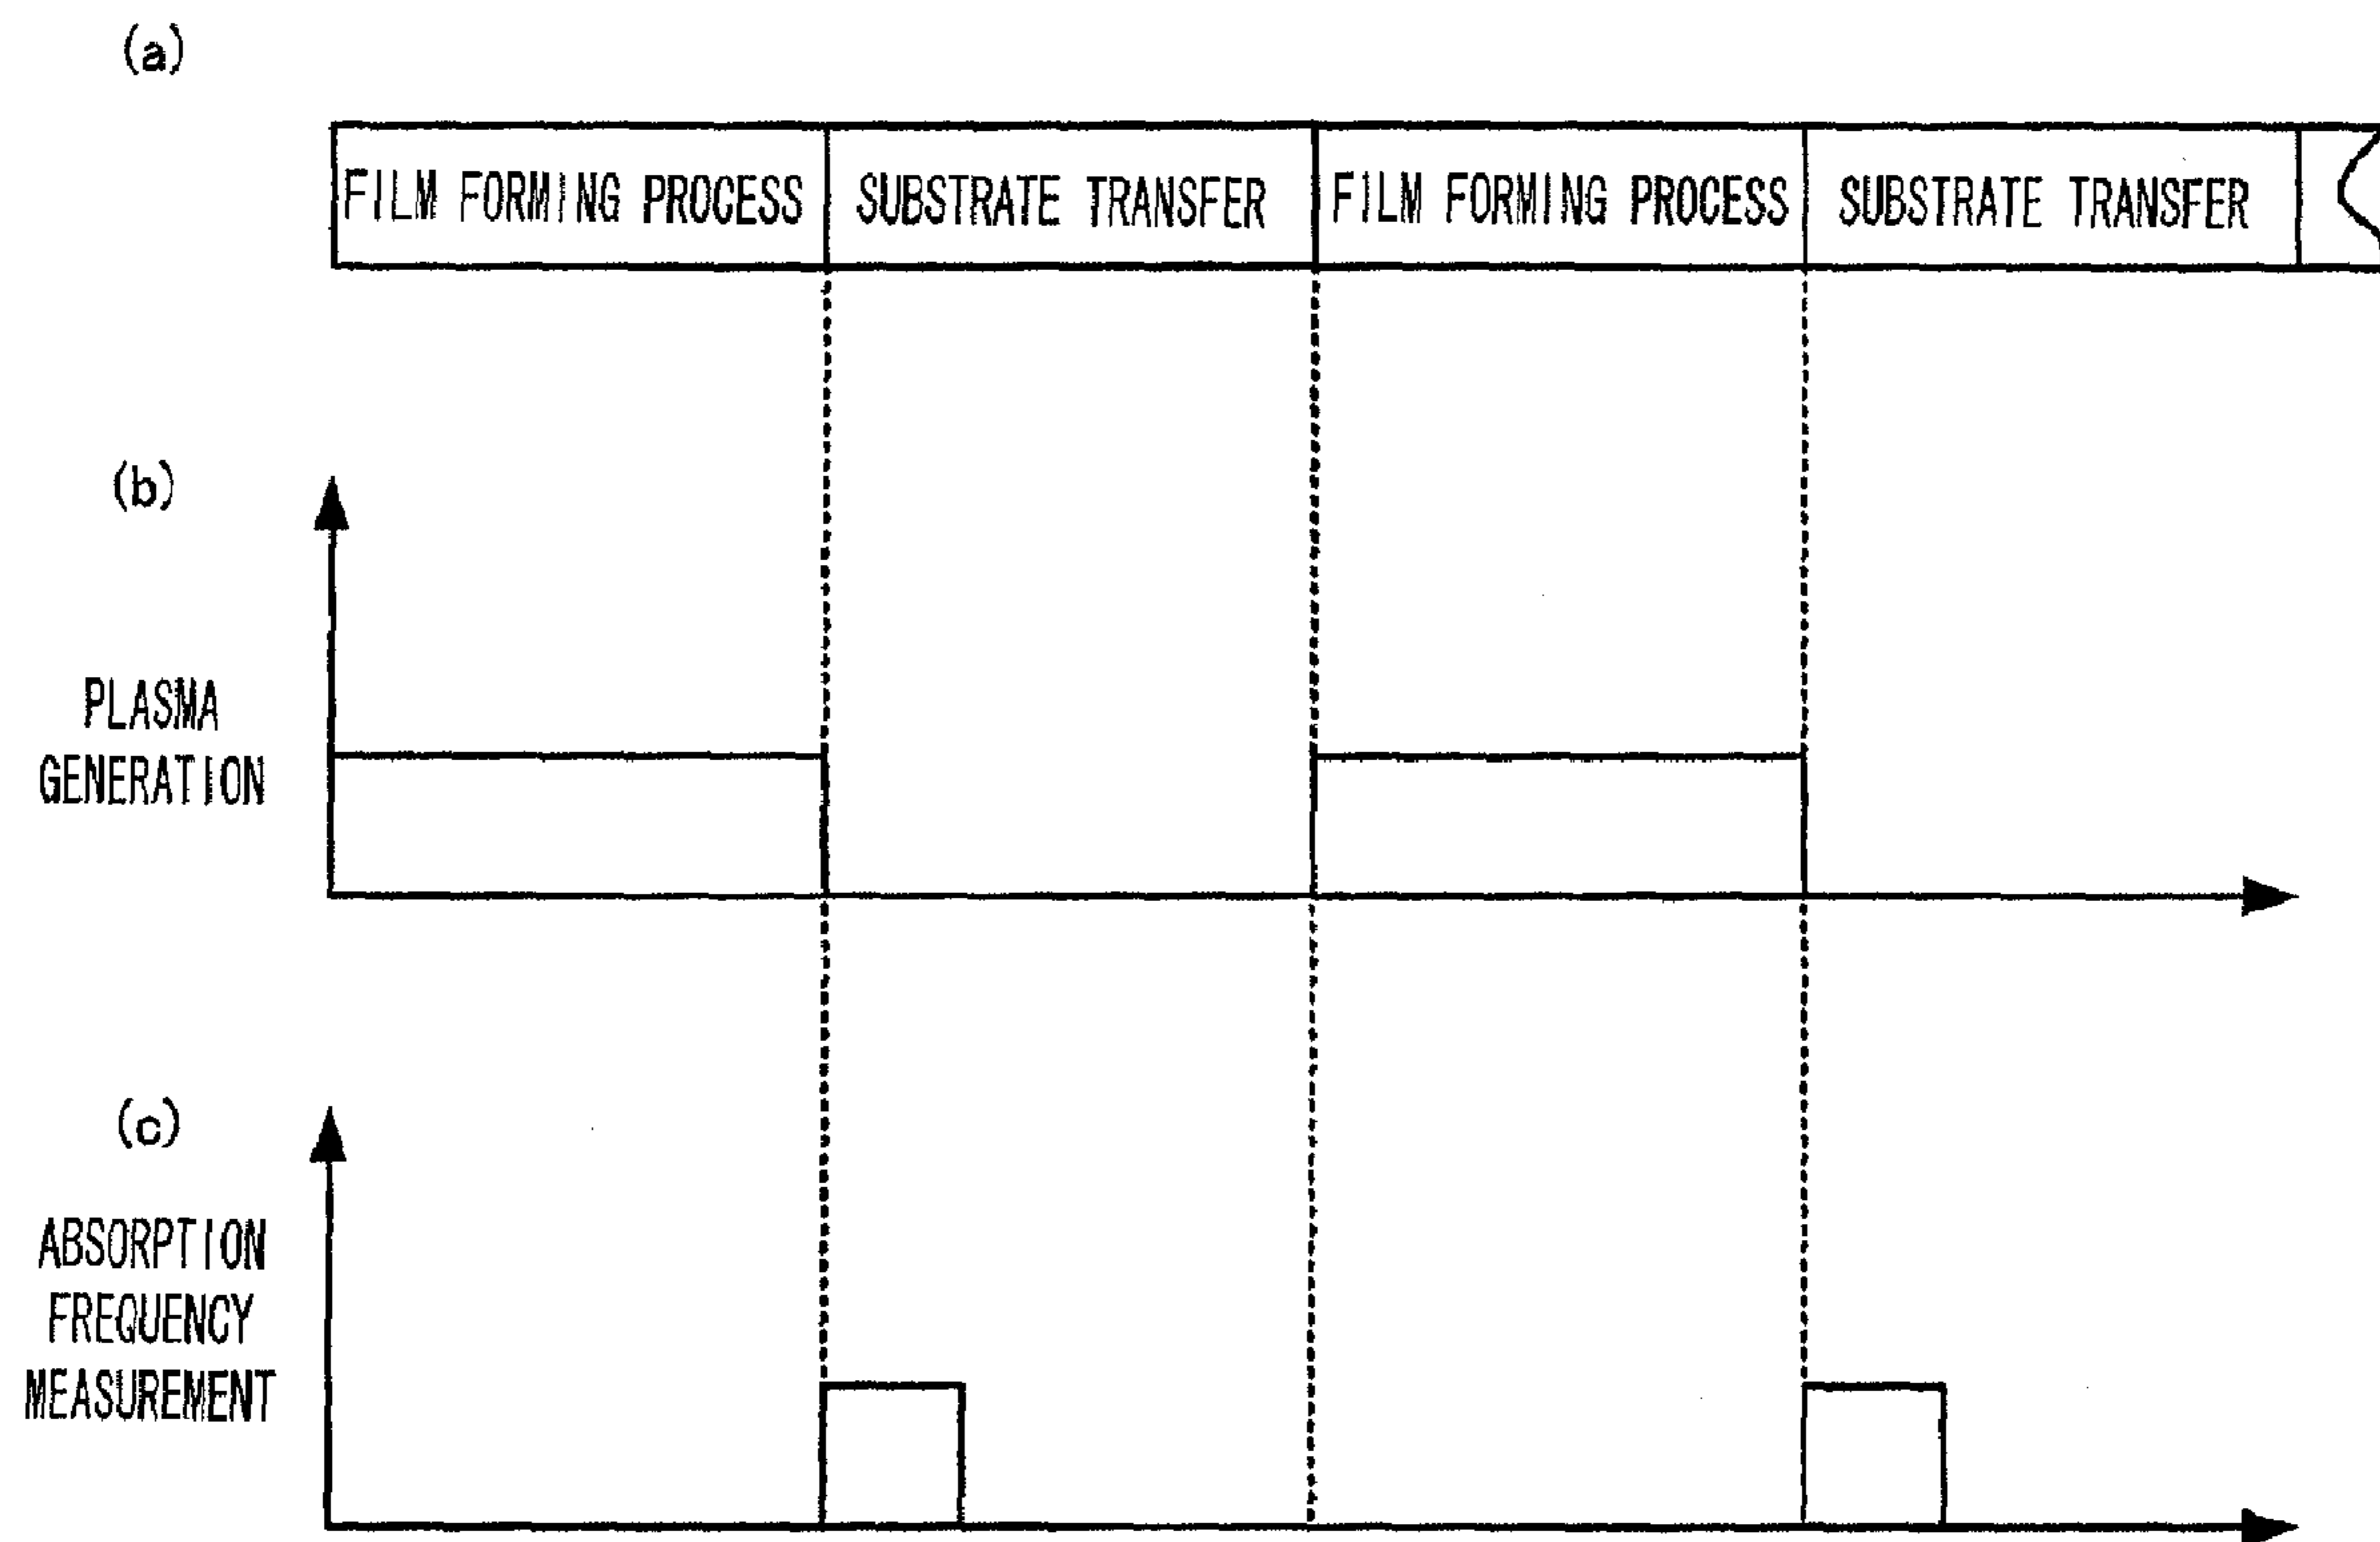 (a)
FILM FORMING PROCESS
SUBSTRATE TRANSFER
FILM FORMING PROCESS
SUBSTRATE TRANSFER
(b)
PLASMA
GENERATION
(c)
ABSORPTION
FREQUENCY
MEASUREMENT